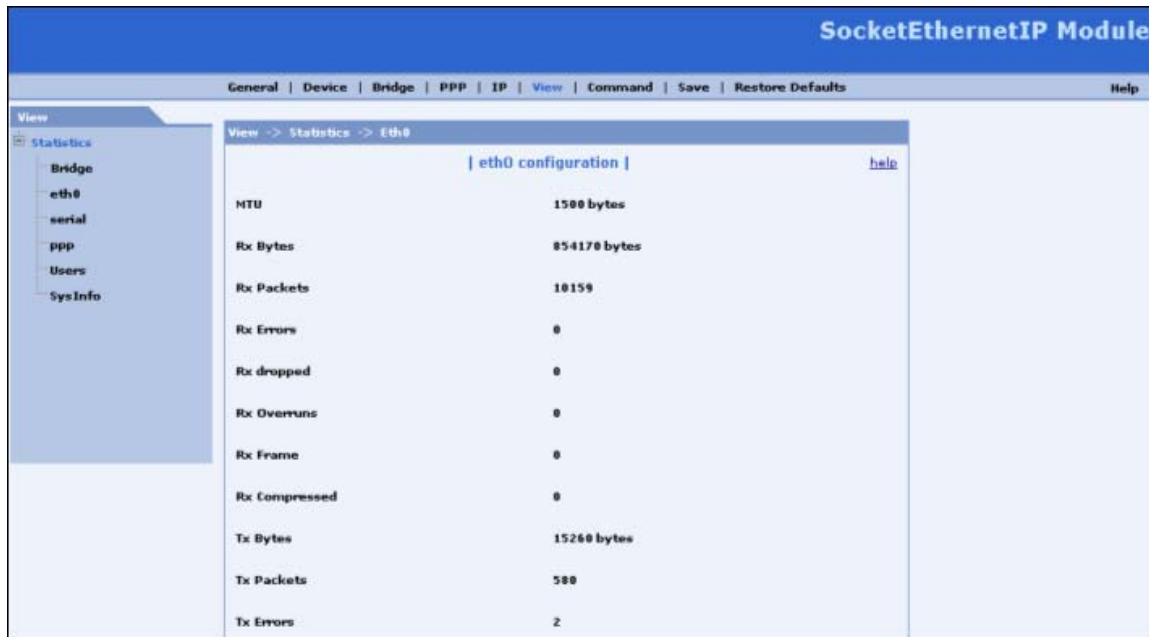 SocketEthernetIP Module
General | Device | Bridge | PPP | IP | View | Command | Save | Restore Defaults
Help
View
Statistics
Bridge
eth0
serial
ppp
Users
SysInfo
View -> Statistics -> Eth0
| eth0 configuration |
help
MTU 1500 bytes
Rx Bytes 854170 bytes
Rx Packets 10159
Rx Errors 0
Rx dropped 0
Rx Overruns 0
Rx Frame 0
Rx Compressed 0
Tx Bytes 15260 bytes
Tx Packets 580
Tx Errors 2